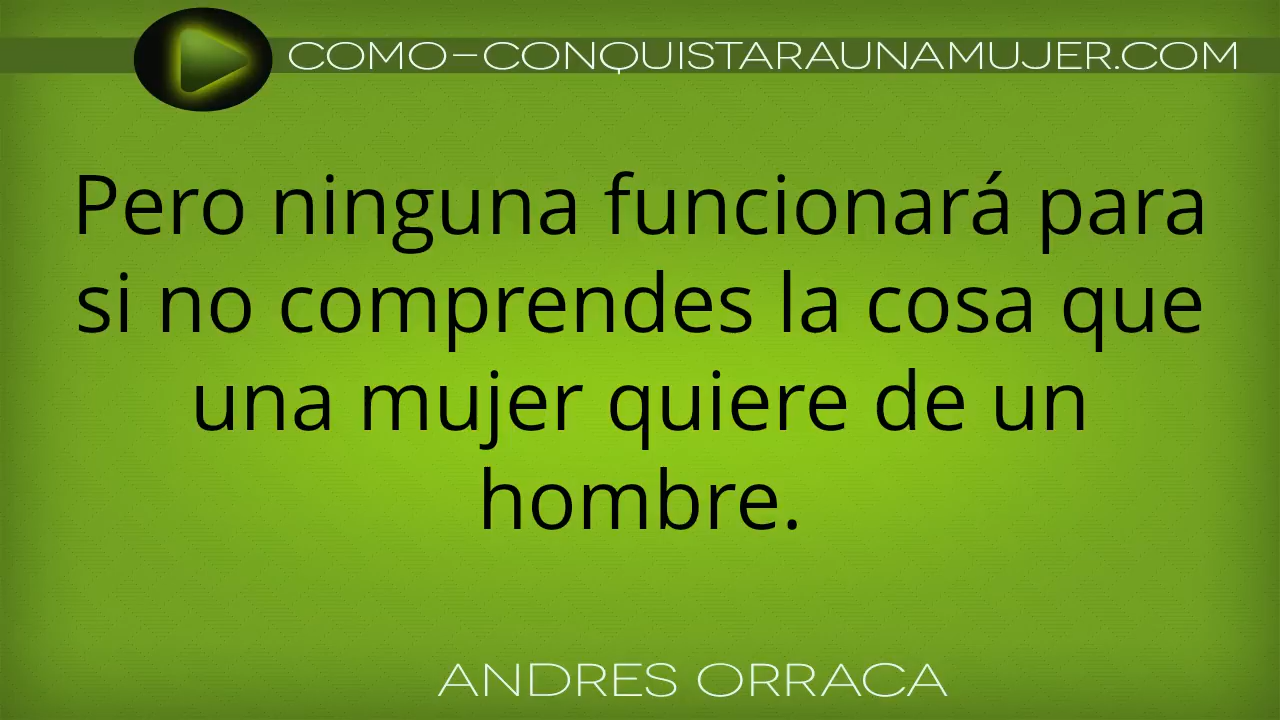 COMO-CONQUISTARAUNAMUJER.COM
Pero ninguna funcionará para
si no comprendes la cosa que
una mujer quiere de un
hombre.
ANDRES ORRACA